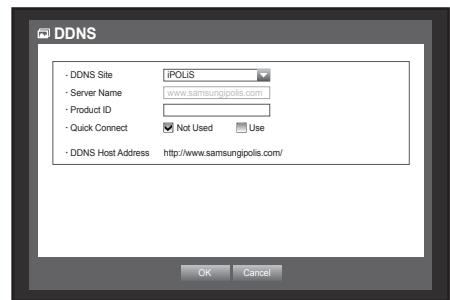 DDNS
· DDNS Site iPOLiS
· Server Name www.samsungipolis.com
· Product ID
· Quick Connect Not Used Use
· DDNS Host Address http://www.samsungipolis.com/
OK Cancel